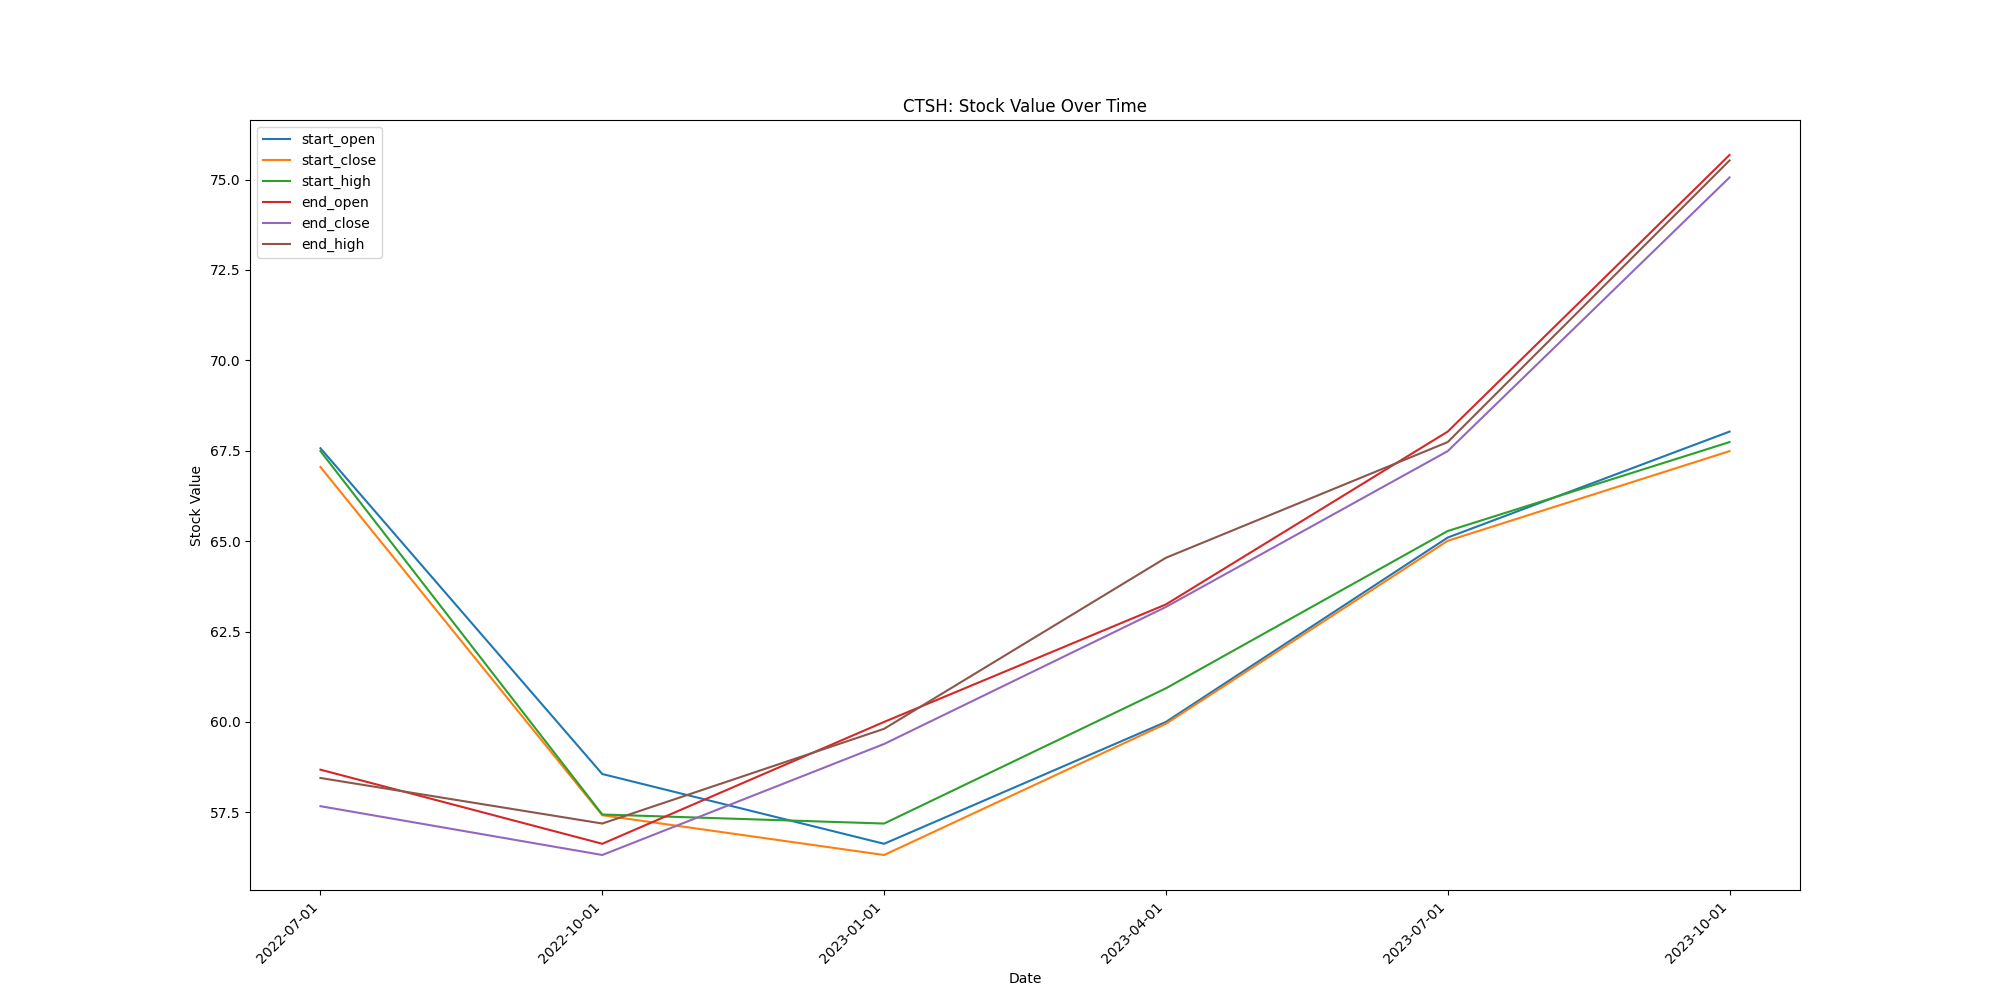 CTSH: Stock Value Over Time
start_open
start_close
start_high
end_open
end_close
end_high
75.0
72.5
70.0
67.5
65.0
62.5
60.0
57.5
Stock Value
2022-07-01
2022-10-01
2023-01-01
2023-04-01
2023-07-01
2023-10-01
Date